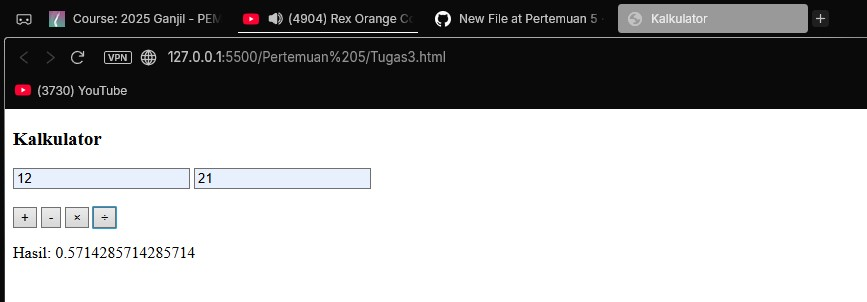 Course: 2025 Ganjil - PEM
(4904) Rex Orange Co
New File at Pertemuan 5 ·
Kalkulator
VPN 127.0.0.1:5500/Pertemuan%205/Tugas3.html
(3730) YouTube
Kalkulator
12 21
+ - × ÷
Hasil: 0.5714285714285714